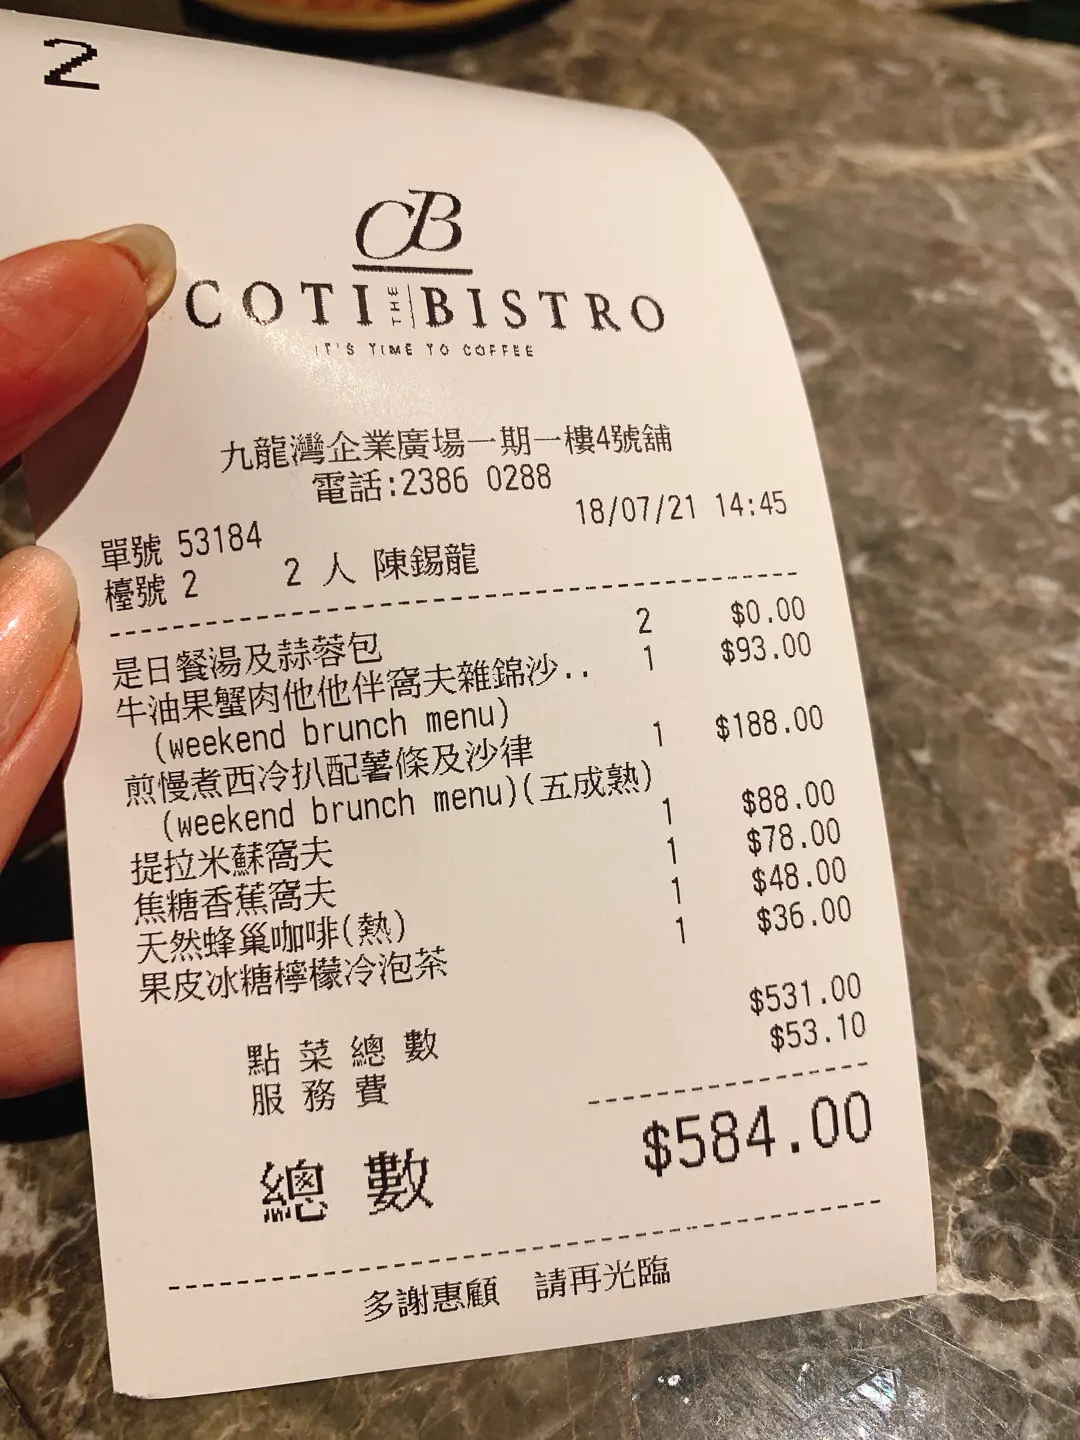 2
CB
COTI THE BISTRO
IT'S TIME TO COFFEE
九龍灣企業廣場一期一樓4號舖
電話:2386 0288
18/07/21 14:45
單號 53184
檯號 2 2 人 陳錫龍
是日餐湯及蒜蓉包 2 $0.00
牛油果蟹肉他他伴窩夫雜錦沙.. 1 $93.00
(weekend brunch menu)
煎慢煮西冷扒配薯條及沙律 1 $188.00
(weekend brunch menu)(五成熟)
提拉米蘇窩夫 1 $88.00
焦糖香蕉窩夫 1 $78.00
天然蜂巢咖啡(熱) 1 $48.00
果皮冰糖檸檬冷泡茶 1 $36.00
點菜總數 $531.00
服務費 $53.10
總數 $584.00
多謝惠顧 請再光臨